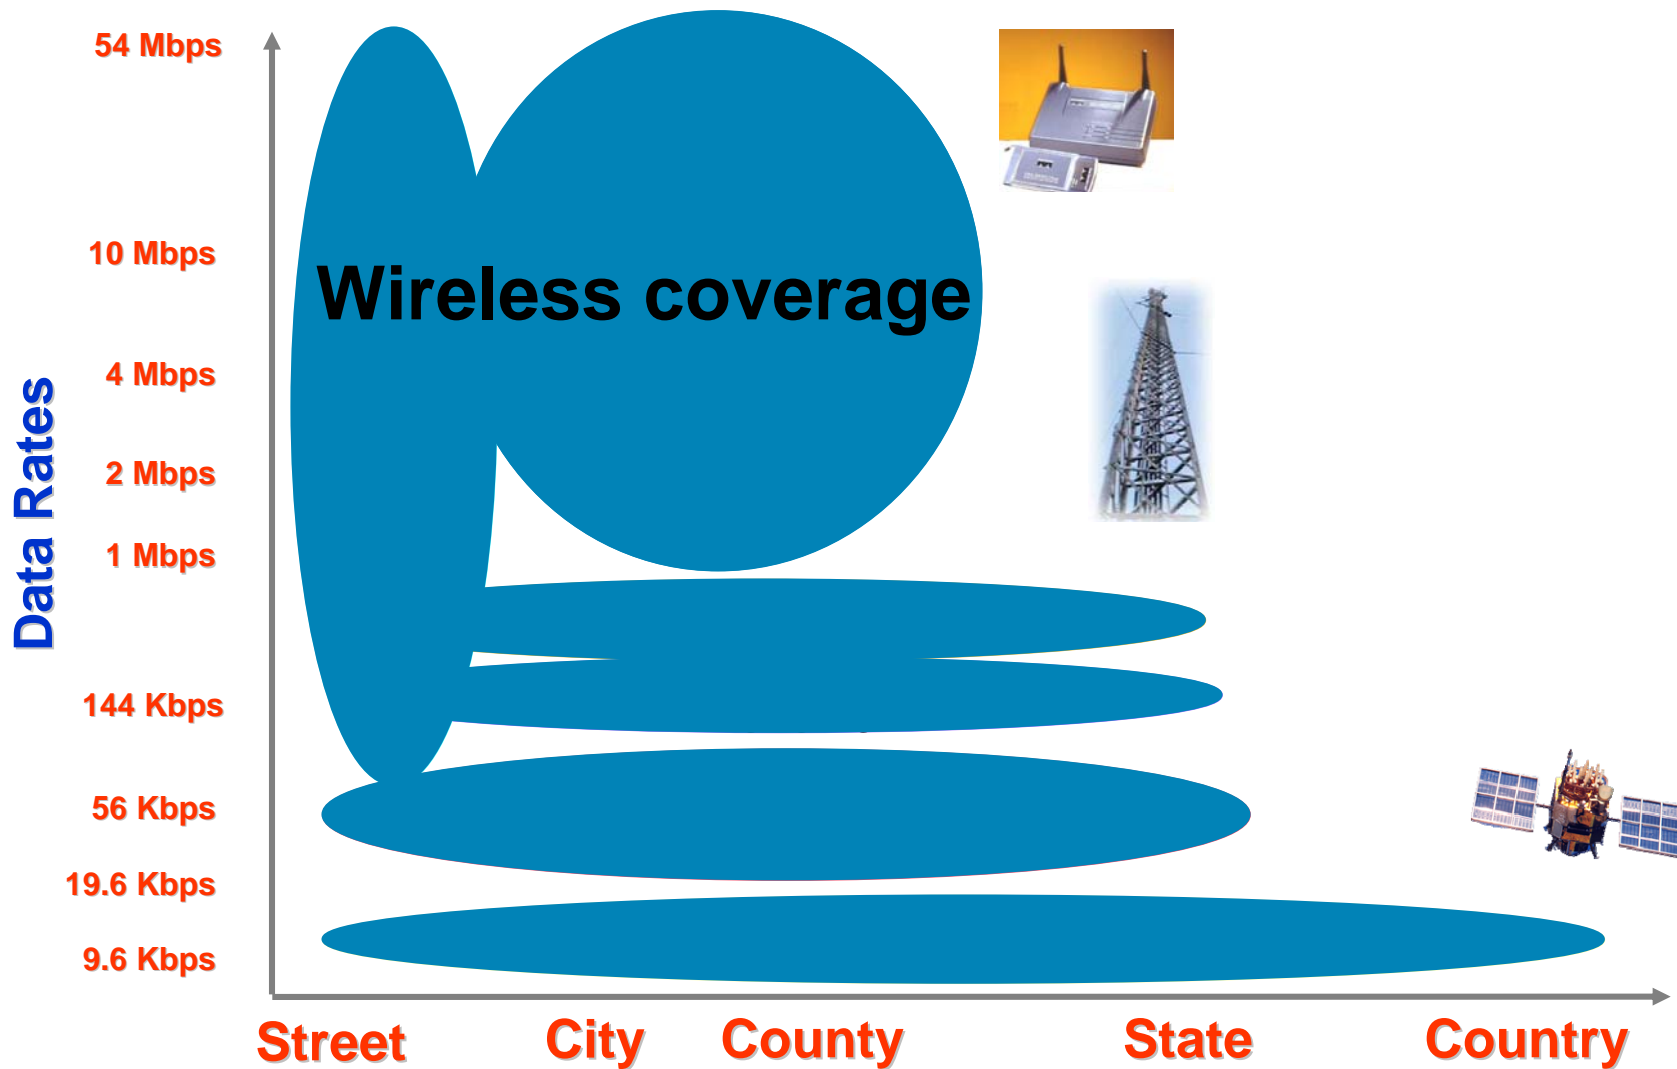 54 Mbps
10 Mbps
Wireless coverage
4 Mbps
2 Mbps
1 Mbps
Data Rates
144 Kbps
56 Kbps
19.6 Kbps
9.6 Kbps
Street City County State Country